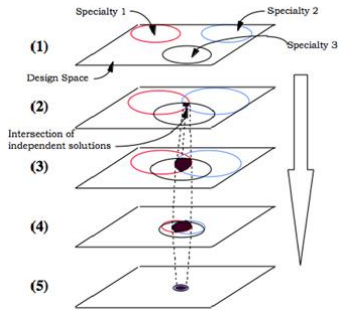 Specialty 1
Specialty 2
(1)
Specialty 3
Design Space
(2)
Intersection of
independent solutions
(3)
(4)
(5)